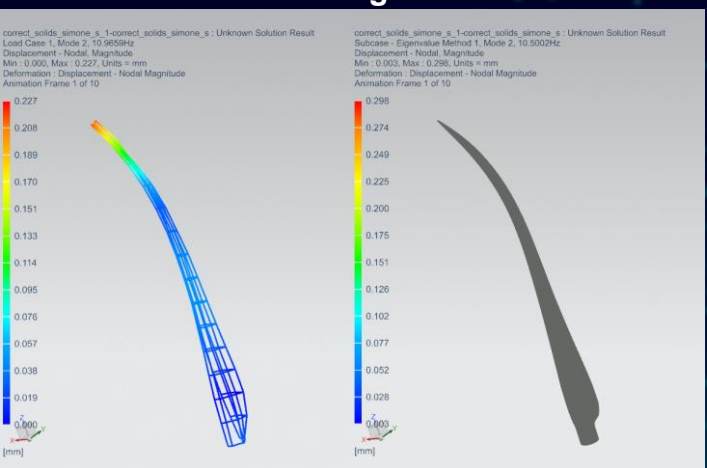 correct_solids_simone_s_1-correct_solids_simone_s : Unknown Solution Result
Load Case 1, Mode 2, 10.9659Hz
Displacement - Nodal, Magnitude
Min : 0.000, Max : 0.227, Units = mm
Deformation : Displacement - Nodal Magnitude
Animation Frame 1 of 10
0.227
0.208
0.189
0.170
0.151
0.133
0.114
0.095
0.076
0.057
0.038
0.019
0.000
Z
Y
X
[mm]
correct_solids_simone_s_1-correct_solids_simone_s : Unknown Solution Result
Subcase - Eigenvalue Method 1, Mode 2, 10.5002Hz
Displacement - Nodal, Magnitude
Min : 0.003, Max : 0.298, Units = mm
Deformation : Displacement - Nodal Magnitude
Animation Frame 1 of 10
0.298
0.274
0.249
0.225
0.200
0.175
0.151
0.126
0.102
0.077
0.052
0.028
0.003
Z
Y
X
[mm]